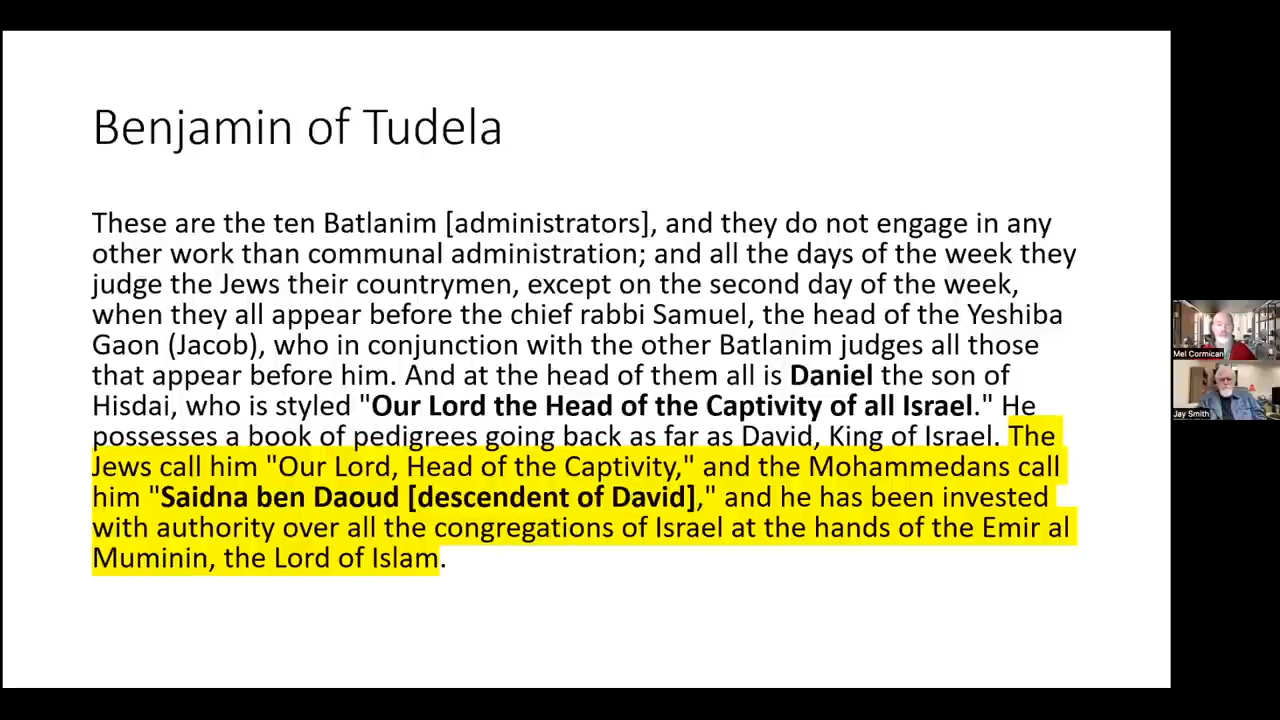 Benjamin of Tudela
These are the ten Batlanim [administrators], and they do not engage in any
other work than communal administration; and all the days of the week they
judge the Jews their countrymen, except on the second day of the week,
when they all appear before the chief rabbi Samuel, the head of the Yeshiba
Gaon (Jacob), who in conjunction with the other Batlanim judges all those
that appear before him. And at the head of them all is Daniel the son of
Hisdai, who is styled "Our Lord the Head of the Captivity of all Israel." He
possesses a book of pedigrees going back as far as David, King of Israel. The
Jews call him "Our Lord, Head of the Captivity," and the Mohammedans call
him "Saidna ben Daoud [descendent of David]," and he has been invested
with authority over all the congregations of Israel at the hands of the Emir al
Muminin, the Lord of Islam.
Mel Cormican
Jay Smith